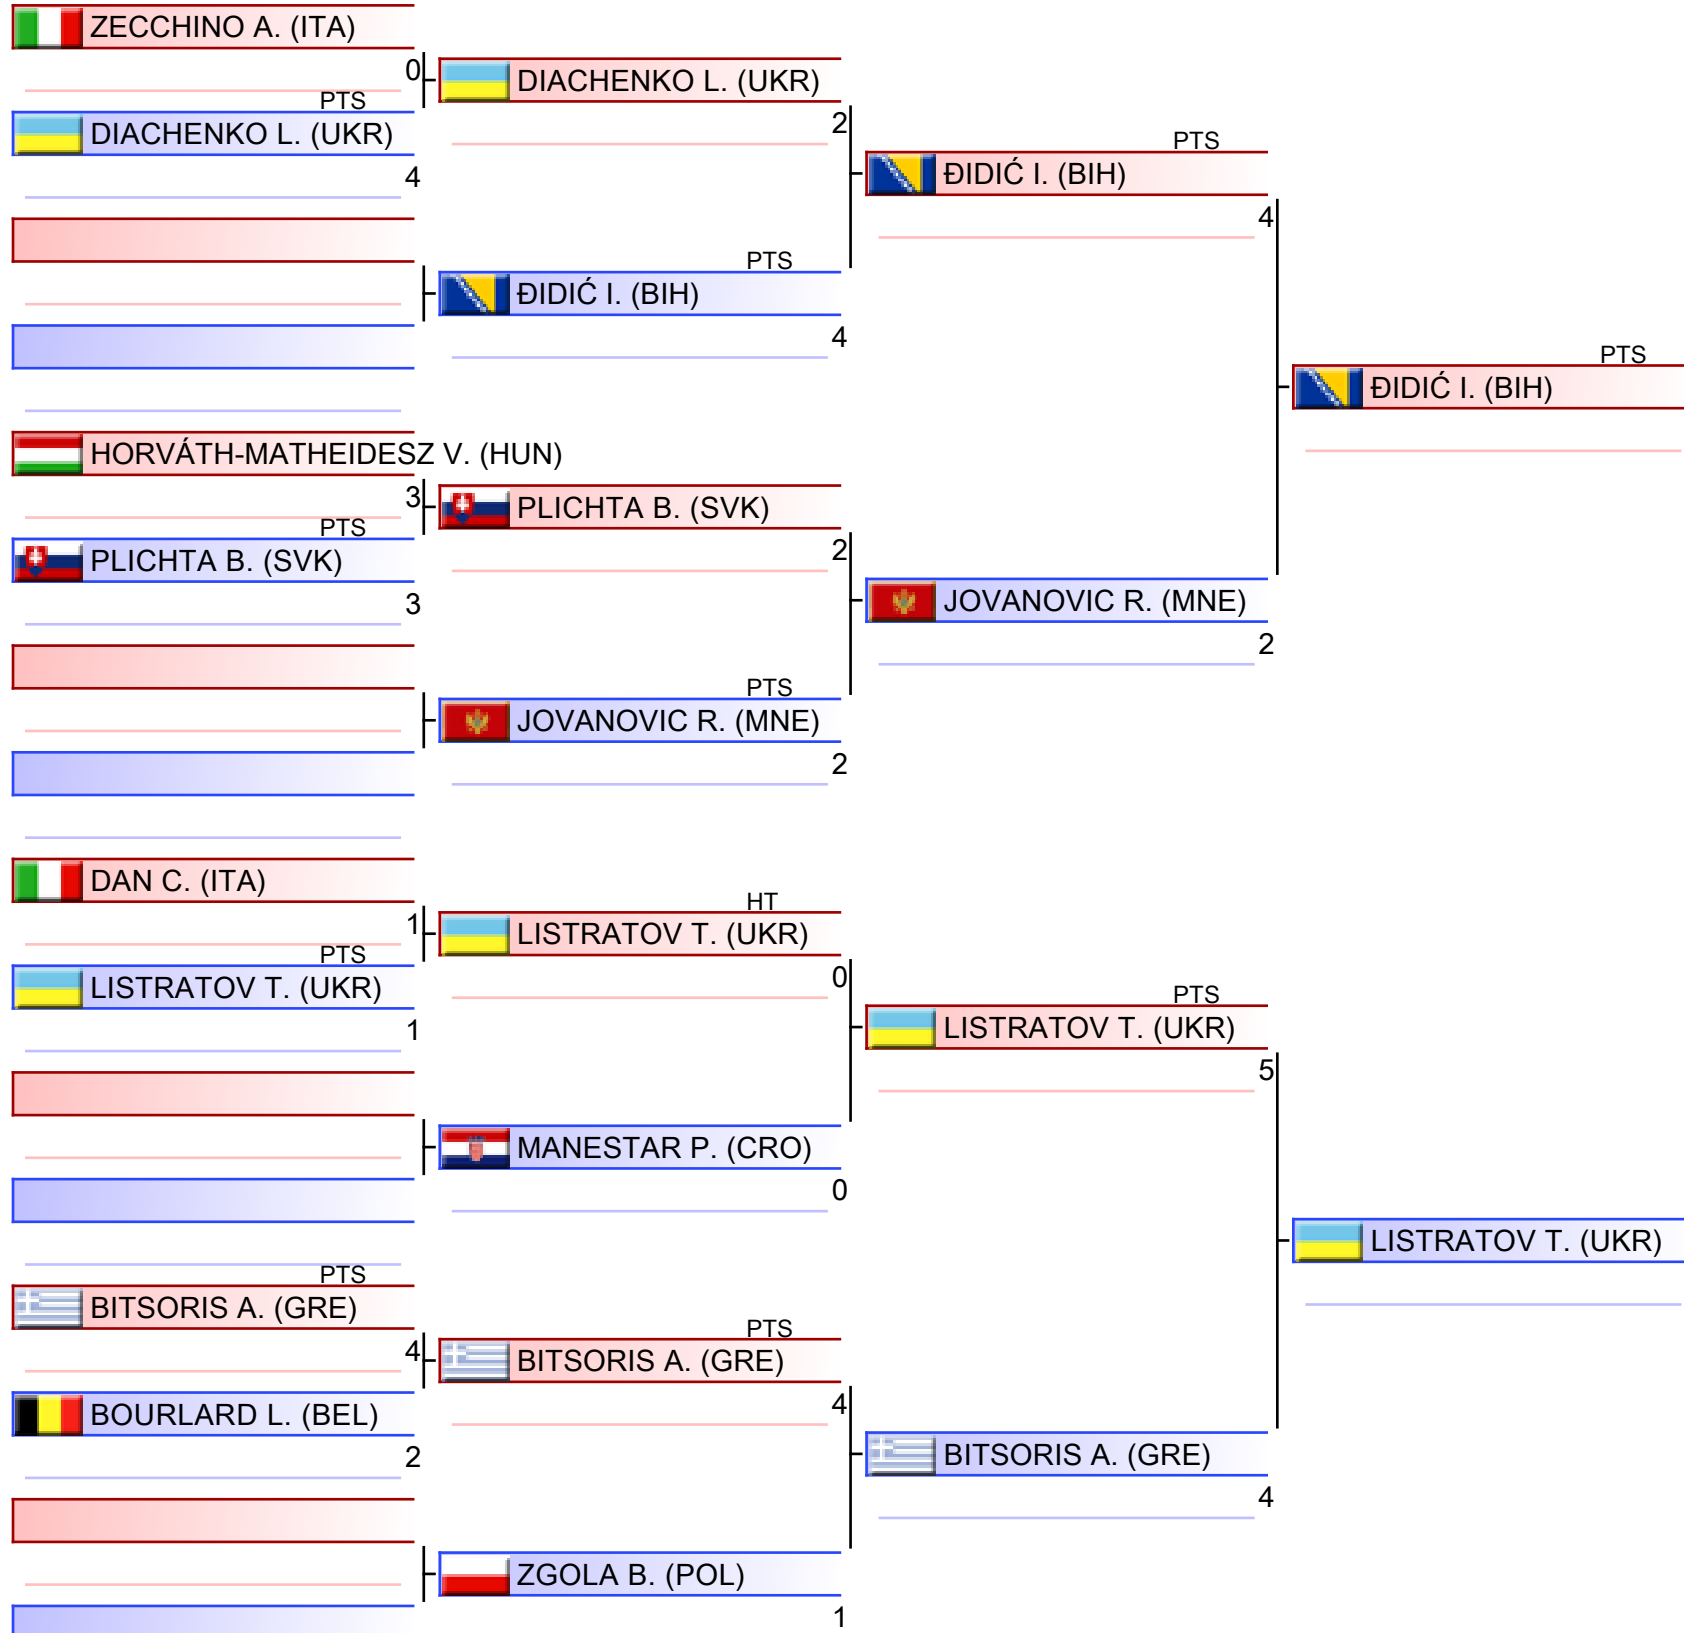 ZECCHINO A. (ITA)
0
PTS
DIACHENKO L. (UKR)
4
HORVÁTH-MATHEIDESZ V. (HUN)
3
PTS
PLICHTA B. (SVK)
3
DAN C. (ITA)
1
PTS
LISTRATOV T. (UKR)
1
PTS
BITSORIS A. (GRE)
4
BOURLARD L. (BEL)
2
DIACHENKO L. (UKR)
2
PTS
ĐIDIĆ I. (BIH)
4
PLICHTA B. (SVK)
2
PTS
JOVANOVIC R. (MNE)
2
HT
LISTRATOV T. (UKR)
0
MANESTAR P. (CRO)
0
PTS
BITSORIS A. (GRE)
4
ZGOLA B. (POL)
1
PTS
ĐIDIĆ I. (BIH)
4
JOVANOVIC R. (MNE)
2
PTS
LISTRATOV T. (UKR)
5
BITSORIS A. (GRE)
4
PTS
ĐIDIĆ I. (BIH)
LISTRATOV T. (UKR)